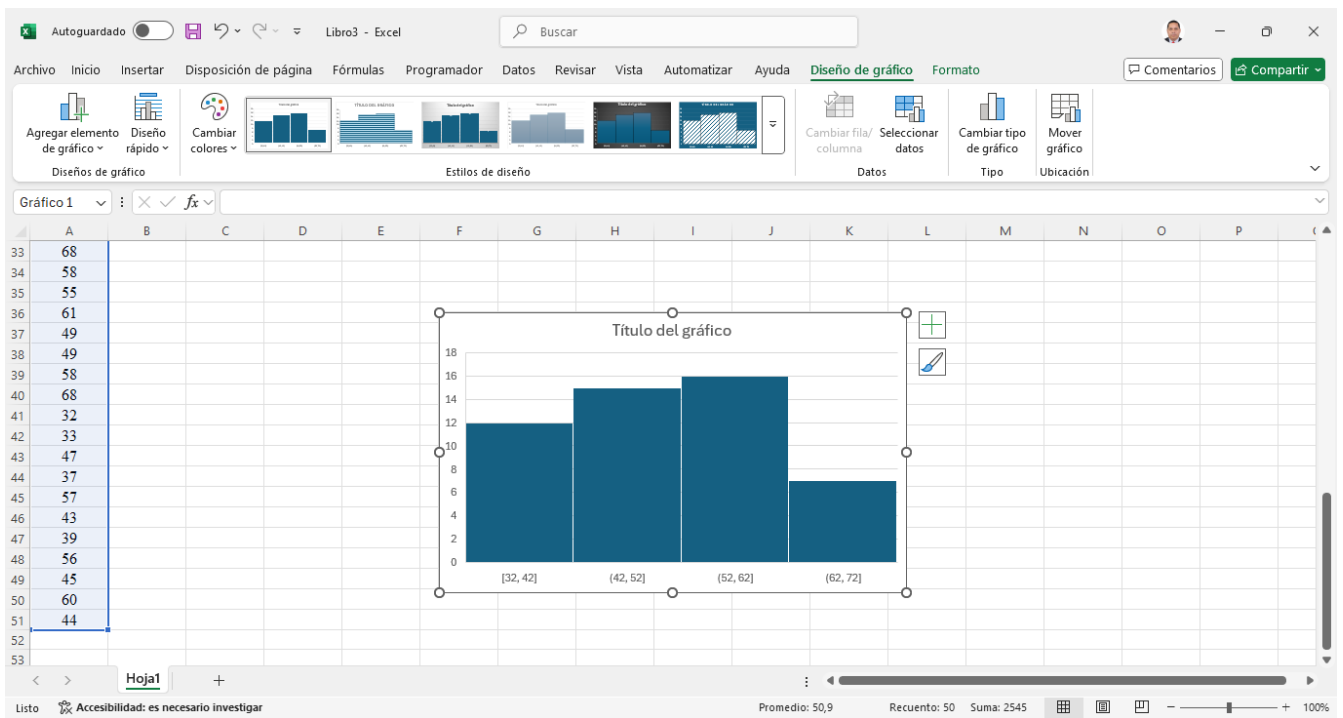 Autoguardado
Libro3 - Excel
Buscar
Archivo Inicio Insertar Disposición de página Fórmulas Programador Datos Revisar Vista Automatizar Ayuda Diseño de gráfico Formato Comentarios Compartir
Agregar elemento de gráfico
Diseño rápido
Cambiar colores
Cambiar fila/columna
Seleccionar datos
Cambiar tipo de gráfico
Mover gráfico
Diseños de gráfico
Estilos de diseño
Datos
Tipo
Ubicación
Gráfico 1
fx
A B C D E F G H I J K L M N O P
33 68
34 58
35 55
36 61
37 49
38 49
39 58
40 68
41 32
42 33
43 47
44 37
45 57
46 43
47 39
48 56
49 45
50 60
51 44
52
53
Título del gráfico
18
16
14
12
10
8
6
4
2
0
[32, 42] (42, 52] (52, 62] (62, 72]
Hoja1
Listo Accesibilidad: es necesario investigar Promedio: 50,9 Recuento: 50 Suma: 2545 100%